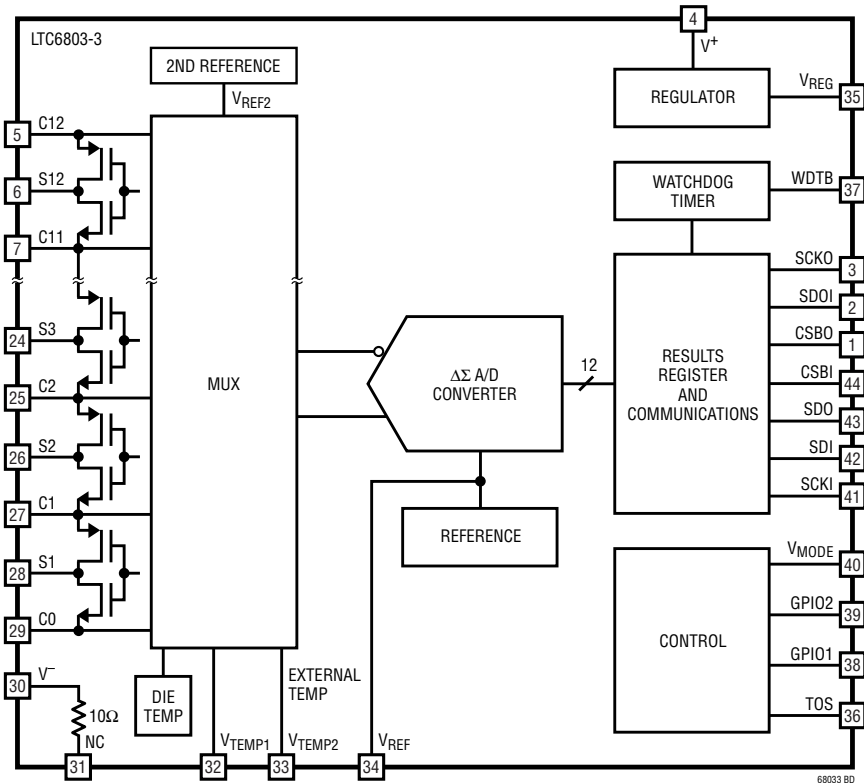 LTC6803-3
4
V+
2ND REFERENCE
VREF2
REGULATOR
VREG
35
5
C12
6
S12
7
C11
WATCHDOG
TIMER
WDTB
37
SCKO
3
SDOI
2
CSBO
1
CSBI
44
SDO
43
SDI
42
SCKI
41
RESULTS
REGISTER
AND
COMMUNICATIONS
12
ΔΣ A/D
CONVERTER
MUX
24
S3
25
C2
26
S2
27
C1
28
S1
29
C0
REFERENCE
CONTROL
VMODE
40
GPIO2
39
GPIO1
38
TOS
36
30
V−
10Ω
NC
31
DIE
TEMP
EXTERNAL
TEMP
VTEMP1
32
VTEMP2
33
VREF
34
68033 BD